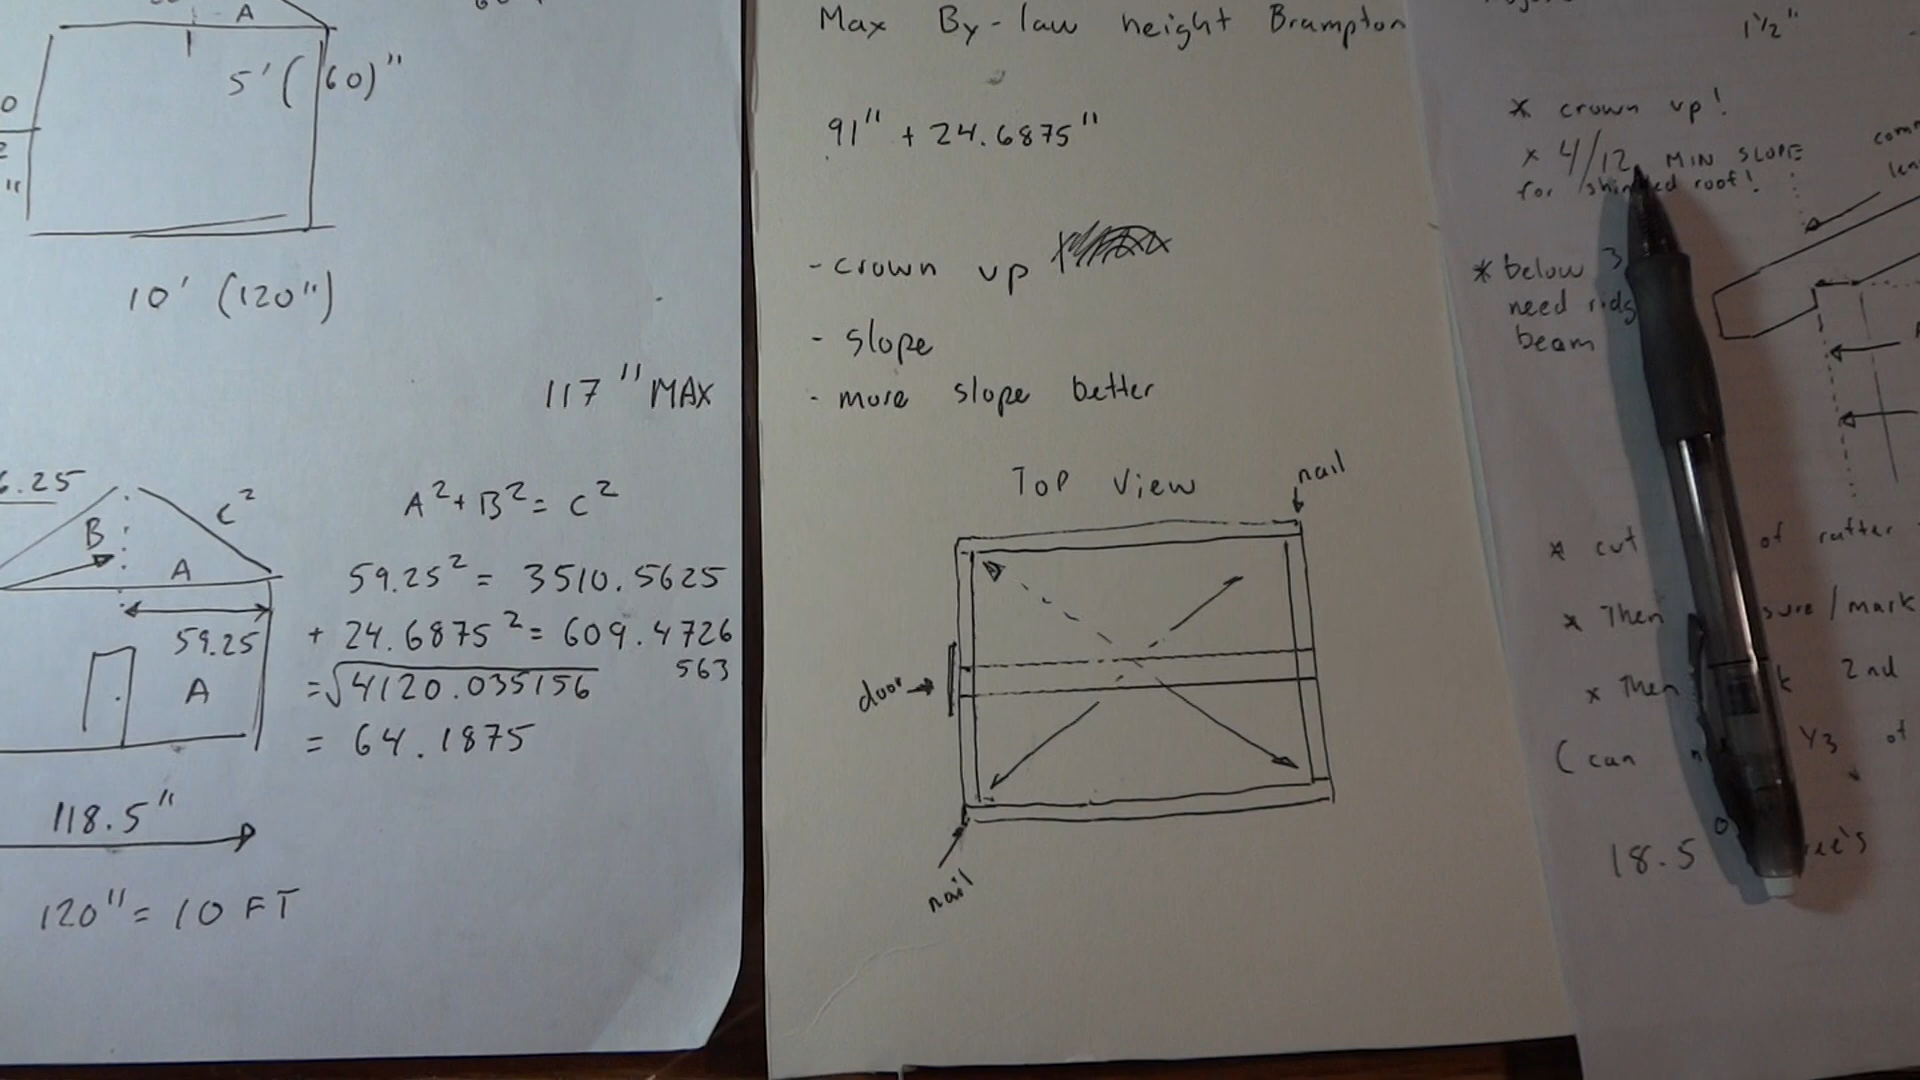 A
5' (60)"
10' (120")
117" MAX
6.25
B
C²
A
A² + B² = C²
59.25² = 3510.5625
+ 24.6875² = 609.4726
563
=√4120.035156
= 64.1875
59.25
A
118.5"
120" = 10 FT
Max By-law height Brampton
91" + 24.6875"
- crown up
- slope
- more slope better
Top View
nail
door
nail
1 1/2"
* crown up!
x 4/12 MIN SLOPE
for roof!
* below 3
need
beam
* cut of rafter
* Then /mark
x Then 2nd
(can of
18.5